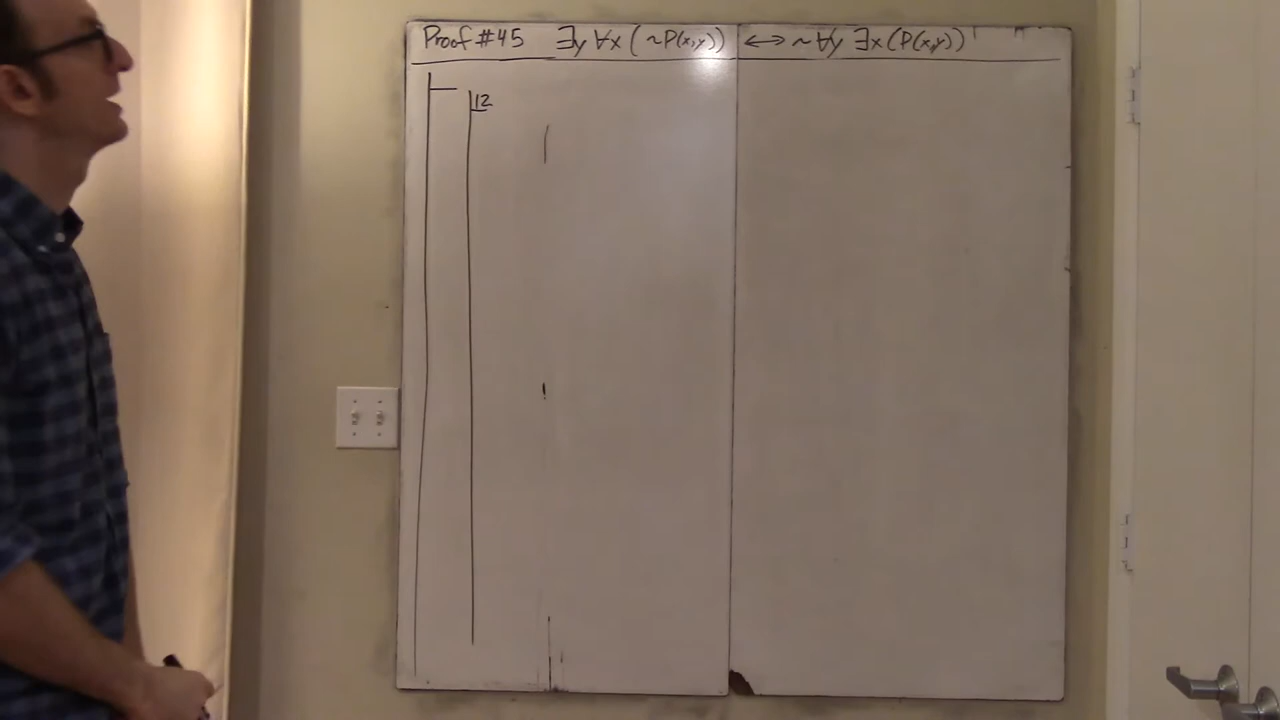 Proof #45 ∃y ∀x (~P(x,y)) ↔ ~∀y ∃x (P(x,y))
12